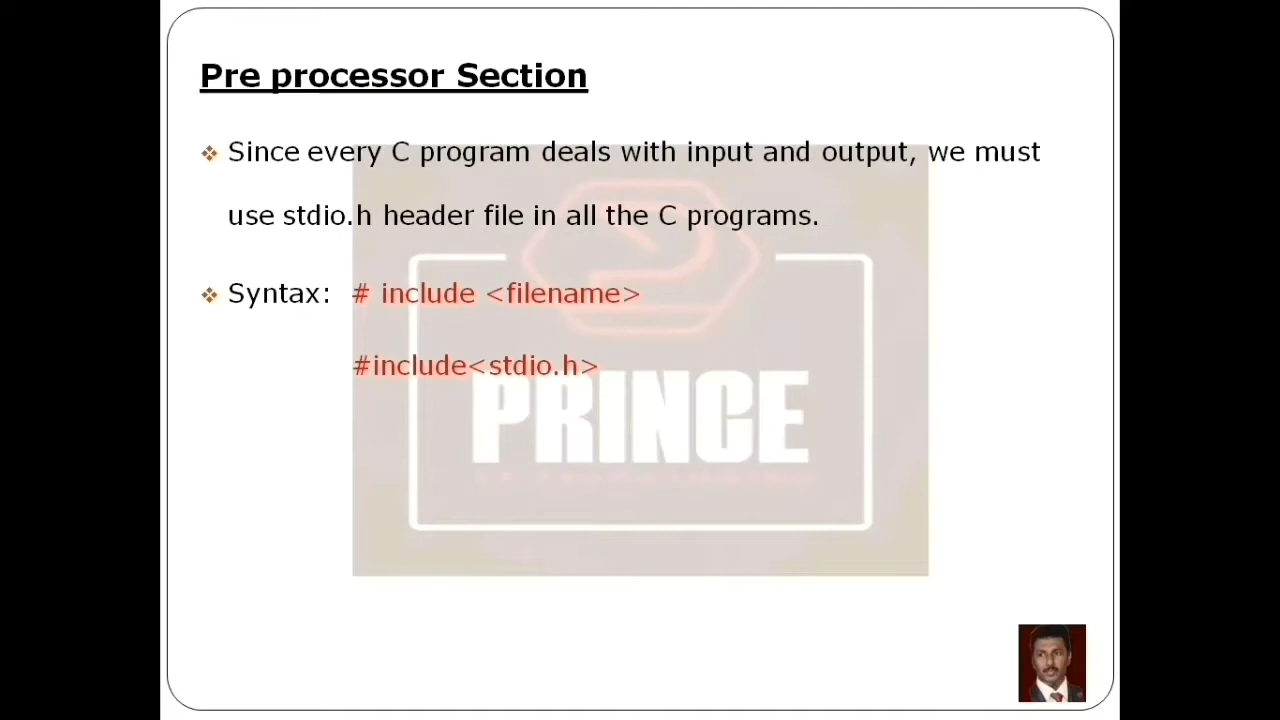 Pre processor Section
Since every C program deals with input and output, we must
use stdio.h header file in all the C programs.
Syntax: # include <filename>
#include<stdio.h>
PRINCE